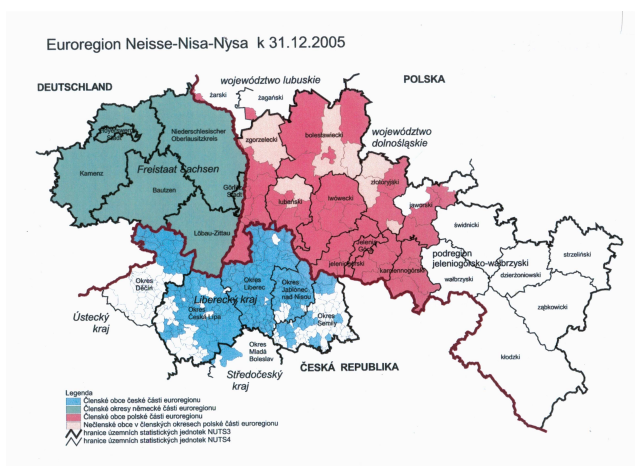 Euroregion Neisse-Nisa-Nysa k 31.12.2005
DEUTSCHLAND
województwo lubuskie
POLSKA
żarski
żagański
Niederschlesischer
Oberlausitzkreis
zgorzelecki
bolesławiecki
województwo
dolnośląskie
Kamenz
Freistaat Sachsen
Bautzen
Görlitz
Stadt
lubański
lwówecki
złotoryjski
jaworski
Löbau-Zittau
świdnicki
Jelenia
Góra
jeleniogórski
kamiennogórski
podregion
jeleniogórsko-wałbrzyski
strzeliński
wałbrzyski
dzierżoniowski
Okres
Děčín
Okres
Liberec
Okres
Jablonec
nad Nisou
Liberecký kraj
Okres
Česká Lípa
Okres
Semily
ząbkowicki
Ústecký
kraj
Okres
Mladá
Boleslav
kłodzki
Středočeský
kraj
ČESKÁ REPUBLIKA
Legenda
Členské obce české části euroregionu
Členské okresy německé části euroregionu
Členské obce polské části euroregionu
Nečlenské obce v členských okresech polské části euroregionu
hranice územních statistických jednotek NUTS3
hranice územních statistických jednotek NUTS4